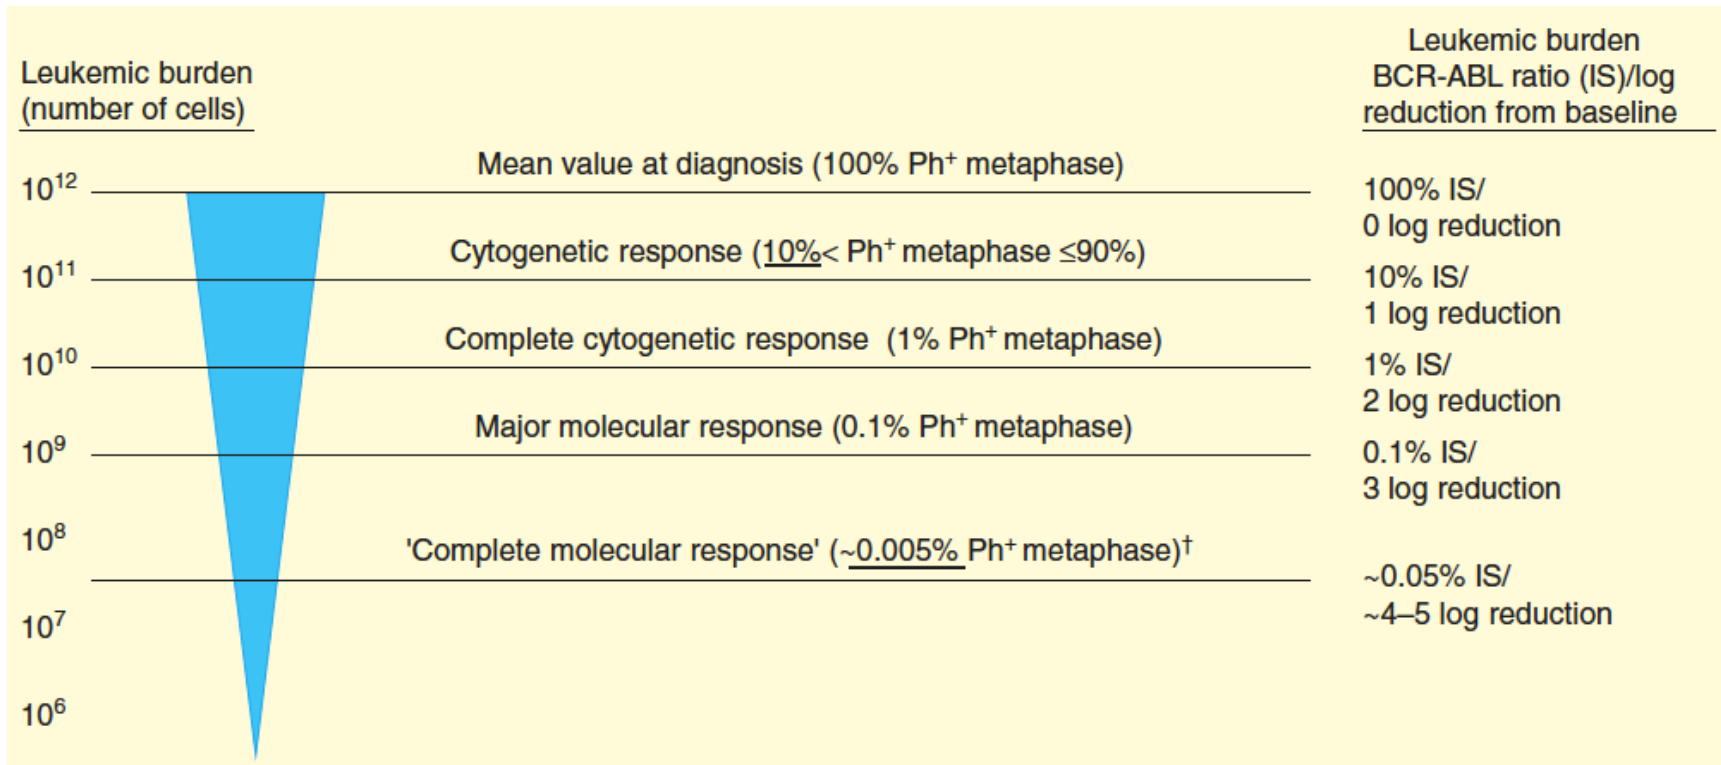 Leukemic burden
(number of cells)
Leukemic burden
BCR-ABL ratio (IS)/log
reduction from baseline
Mean value at diagnosis (100% Ph⁺ metaphase)
10¹²
100% IS/
0 log reduction
Cytogenetic response (10%< Ph⁺ metaphase ≤90%)
10¹¹
10% IS/
1 log reduction
Complete cytogenetic response (1% Ph⁺ metaphase)
10¹⁰
1% IS/
2 log reduction
Major molecular response (0.1% Ph⁺ metaphase)
10⁹
0.1% IS/
3 log reduction
10⁸
'Complete molecular response' (~0.005% Ph⁺ metaphase)†
~0.05% IS/
~4–5 log reduction
10⁷
10⁶